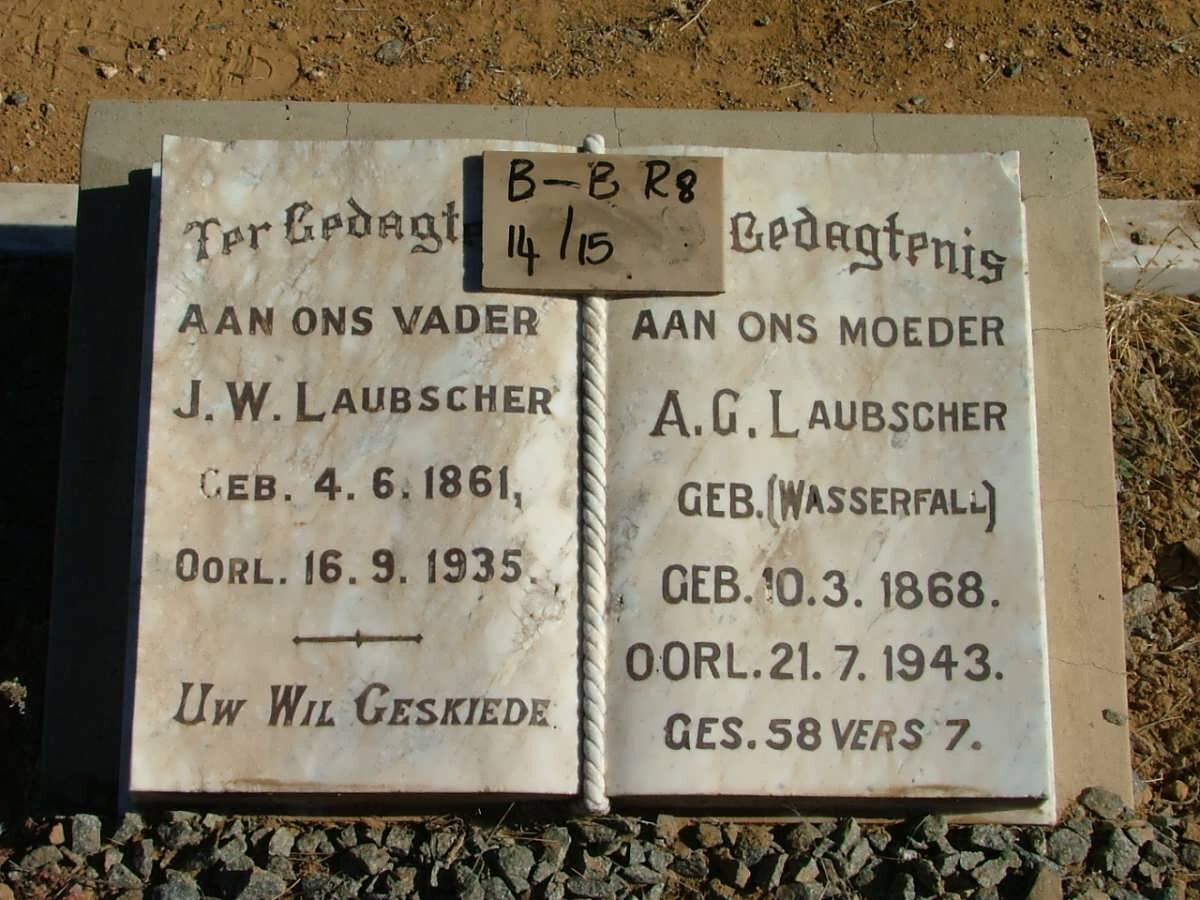 B-B R8
14/15
Ter Gedagt
AAN ONS VADER
J. W. LAUBSCHER
GEB. 4. 6. 1861,
OORL. 16. 9. 1935.
UW WIL GESKIEDE
Gedagtenis
AAN ONS MOEDER
A. G. LAUBSCHER
GEB. (WASSERFALL)
GEB. 10. 3. 1868.
OORL. 21. 7. 1943.
GES. 58 VERS 7.